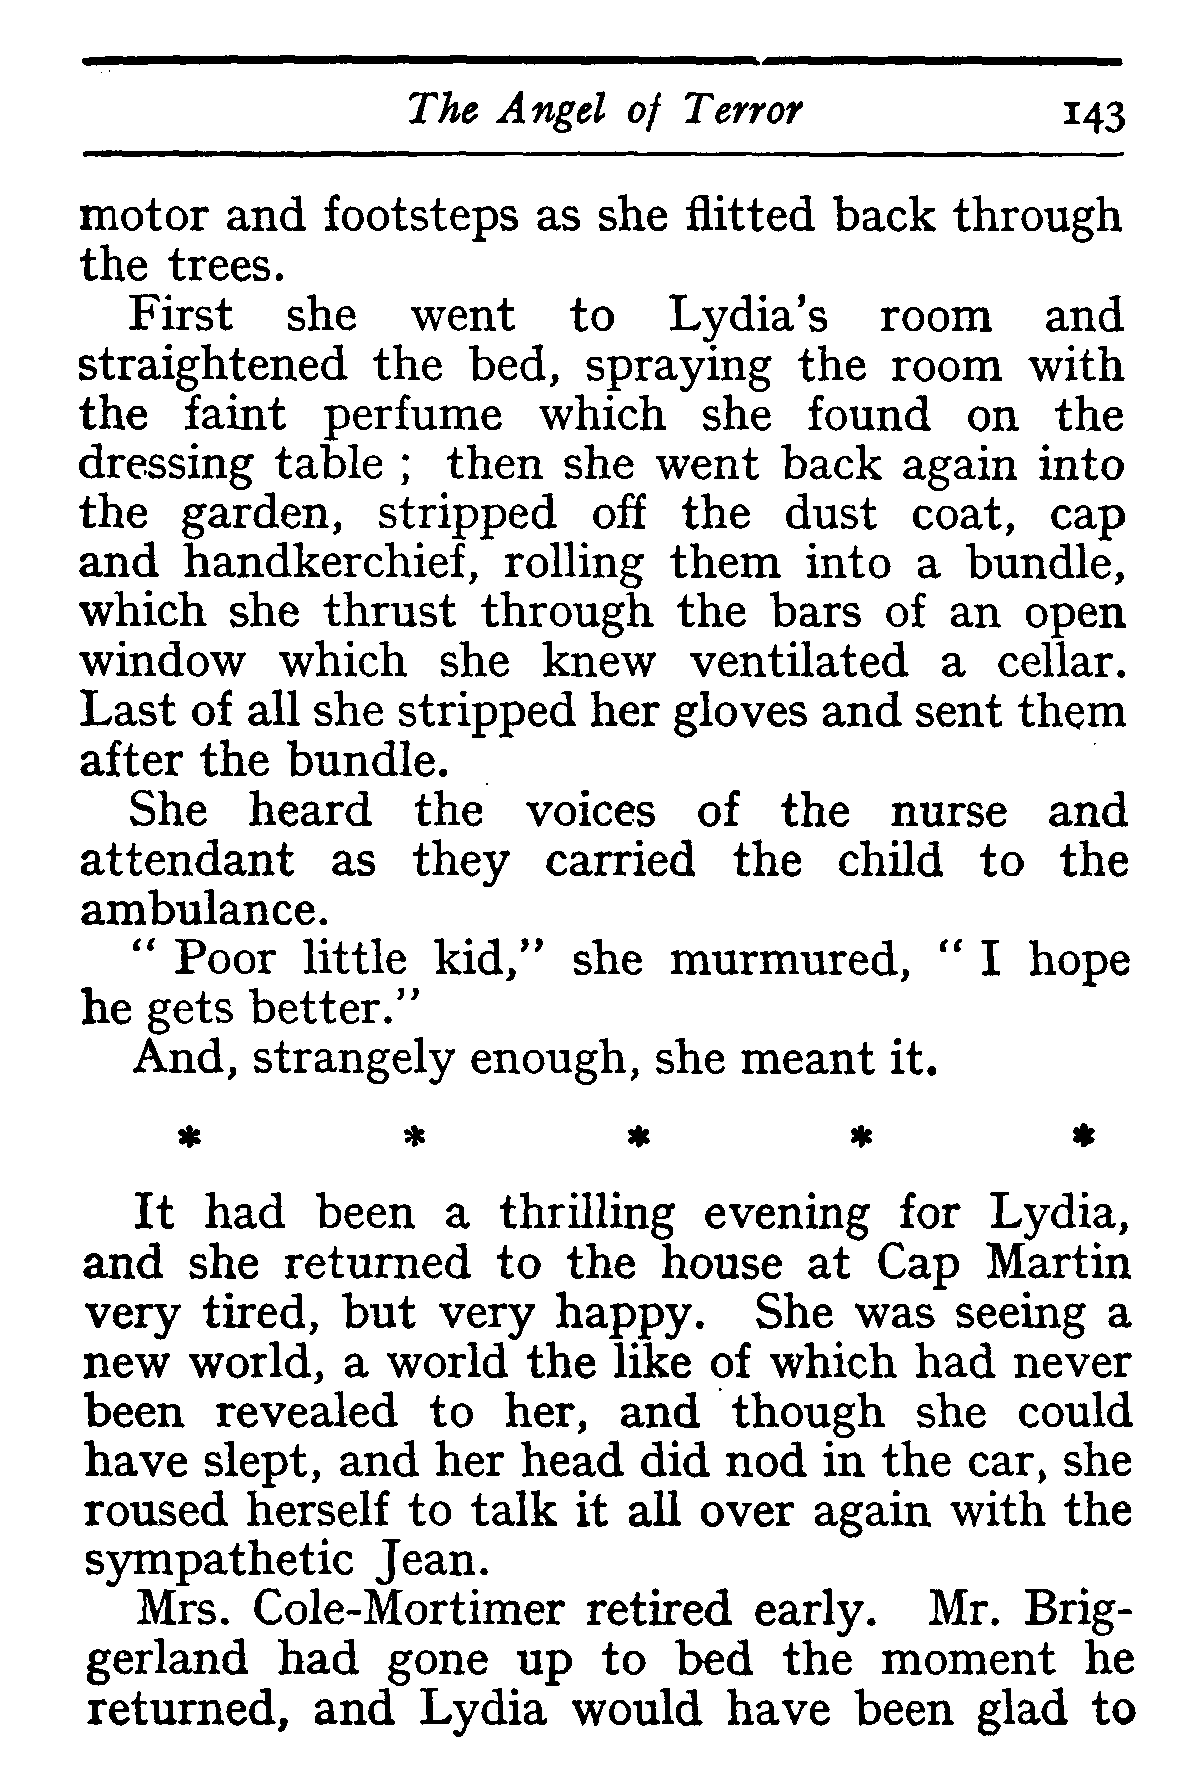 The Angel of Terror 143
motor and footsteps as she flitted back through
the trees.
First she went to Lydia's room and
straightened the bed, spraying the room with
the faint perfume which she found on the
dressing table ; then she went back again into
the garden, stripped off the dust coat, cap
and handkerchief, rolling them into a bundle,
which she thrust through the bars of an open
window which she knew ventilated a cellar.
Last of all she stripped her gloves and sent them
after the bundle.
She heard the voices of the nurse and
attendant as they carried the child to the
ambulance.
" Poor little kid," she murmured, " I hope
he gets better."
And, strangely enough, she meant it.
* * * * *
It had been a thrilling evening for Lydia,
and she returned to the house at Cap Martin
very tired, but very happy. She was seeing a
new world, a world the like of which had never
been revealed to her, and though she could
have slept, and her head did nod in the car, she
roused herself to talk it all over again with the
sympathetic Jean.
Mrs. Cole-Mortimer retired early. Mr. Brig-
gerland had gone up to bed the moment he
returned, and Lydia would have been glad to